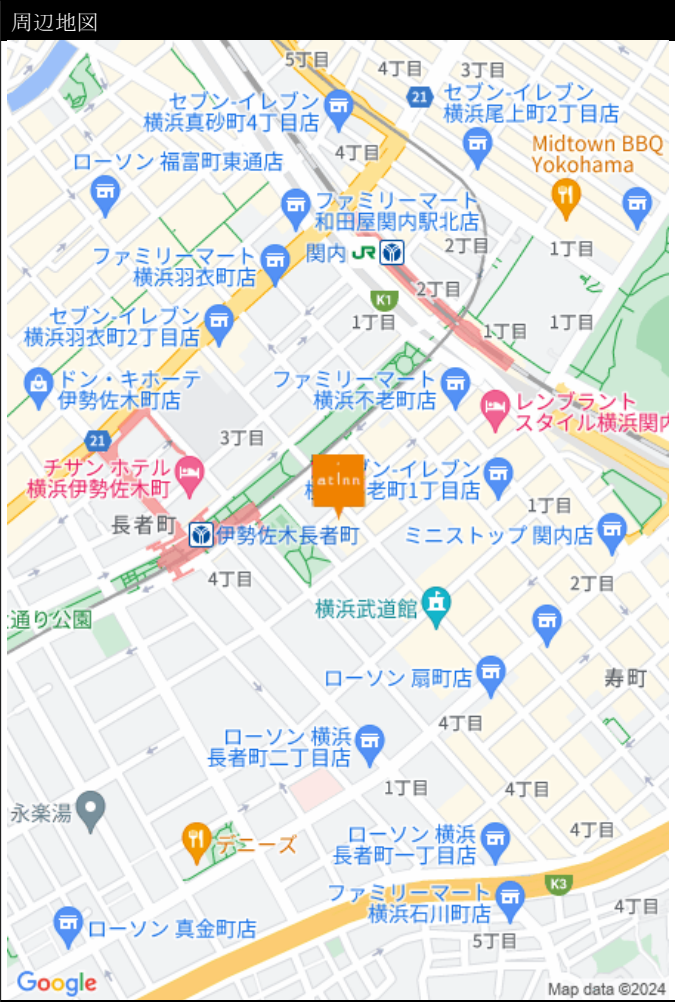 周辺地図
5丁目
4丁目
3丁目
セブン-イレブン
横浜真砂町4丁目店
21
セブン-イレブン
横浜尾上町2丁目店
4丁目
Midtown BBQ
Yokohama
ローソン 福富町東通店
ファミリーマート
和田屋関内駅北店
関内 JR
2丁目
1丁目
ファミリーマート
横浜羽衣町店
2丁目
K1
1丁目
1丁目
1丁目
セブン-イレブン
横浜羽衣町2丁目店
ドン・キホーテ
伊勢佐木町店
ファミリーマート
横浜不老町店
レンブラント
スタイル横浜関内
21
3丁目
チサン ホテル
横浜伊勢佐木町
at inn
ブン-イレブン
横
老町1丁目店
1丁目
長者町
伊勢佐木長者町
ミニストップ 関内店
4丁目
2丁目
通り公園
横浜武道館
ローソン 扇町店
寿町
4丁目
ローソン 横浜
長者町二丁目店
1丁目
4丁目
永楽湯
デニーズ
4丁目
ローソン 横浜
長者町一丁目店
K3
ファミリーマート
横浜石川町店
4丁目
ローソン 真金町店
5丁目
Google
Map data ©2024